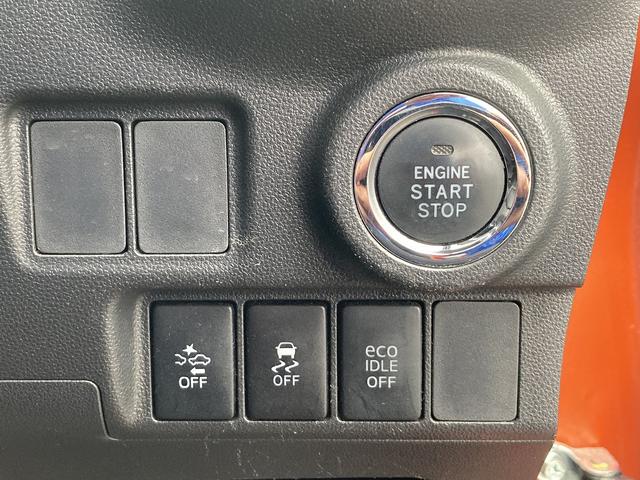 ENGINE
START
STOP
OFF
OFF
eco
IDLE
OFF